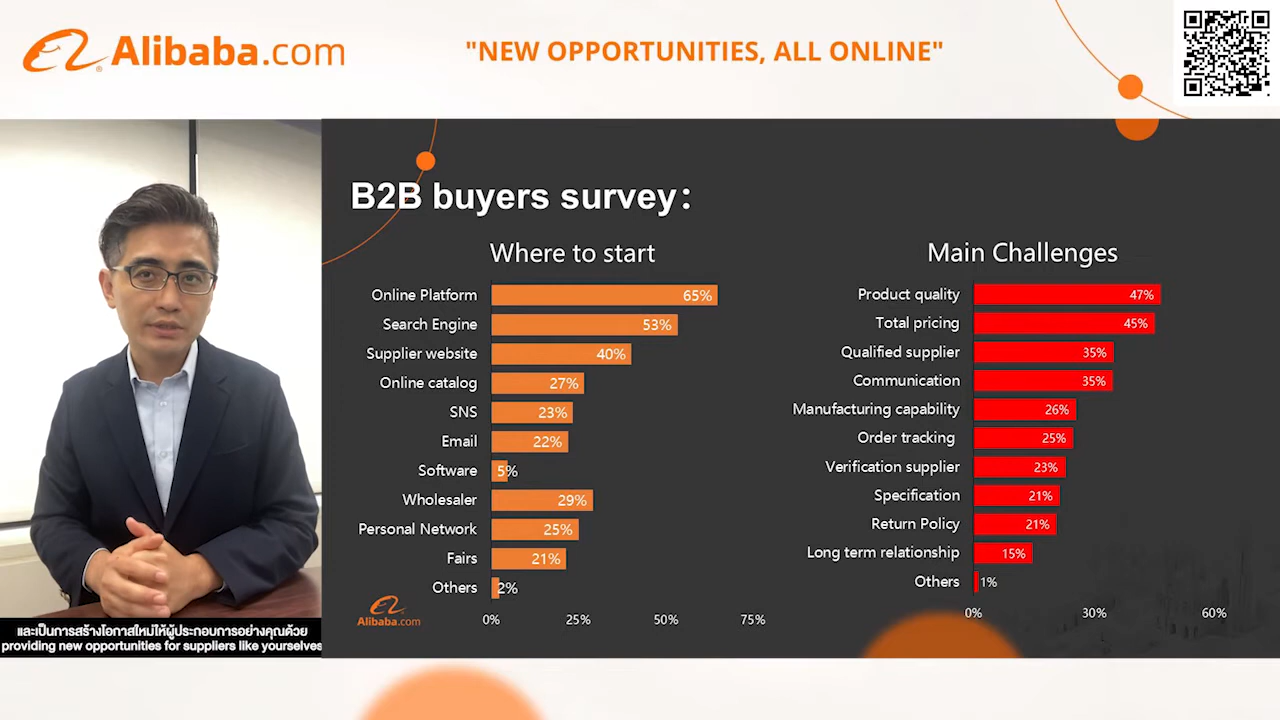 Alibaba.com
"NEW OPPORTUNITIES, ALL ONLINE"
B2B buyers survey：
Where to start
Online Platform 65%
Search Engine 53%
Supplier website 40%
Online catalog 27%
SNS 23%
Email 22%
Software 5%
Wholesaler 29%
Personal Network 25%
Fairs 21%
Others 2%
0% 25% 50% 75%
Main Challenges
Product quality 47%
Total pricing 45%
Qualified supplier 35%
Communication 35%
Manufacturing capability 26%
Order tracking 25%
Verification supplier 23%
Specification 21%
Return Policy 21%
Long term relationship 15%
Others 1%
0% 30% 60%
Alibaba.com
และเป็นการสร้างโอกาสใหม่ให้ผู้ประกอบการอย่างคุณด้วย
providing new opportunities for suppliers like yourselves